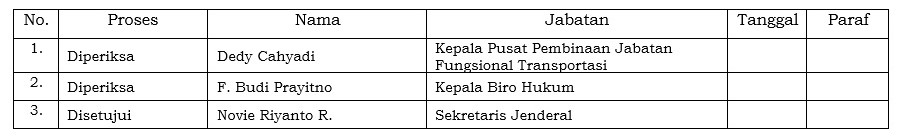 No. Proses Nama Jabatan Tanggal Paraf
1. Diperiksa Dedy Cahyadi Kepala Pusat Pembinaan Jabatan
Fungsional Transportasi
2. Diperiksa F. Budi Prayitno Kepala Biro Hukum
3. Disetujui Novie Riyanto R. Sekretaris Jenderal